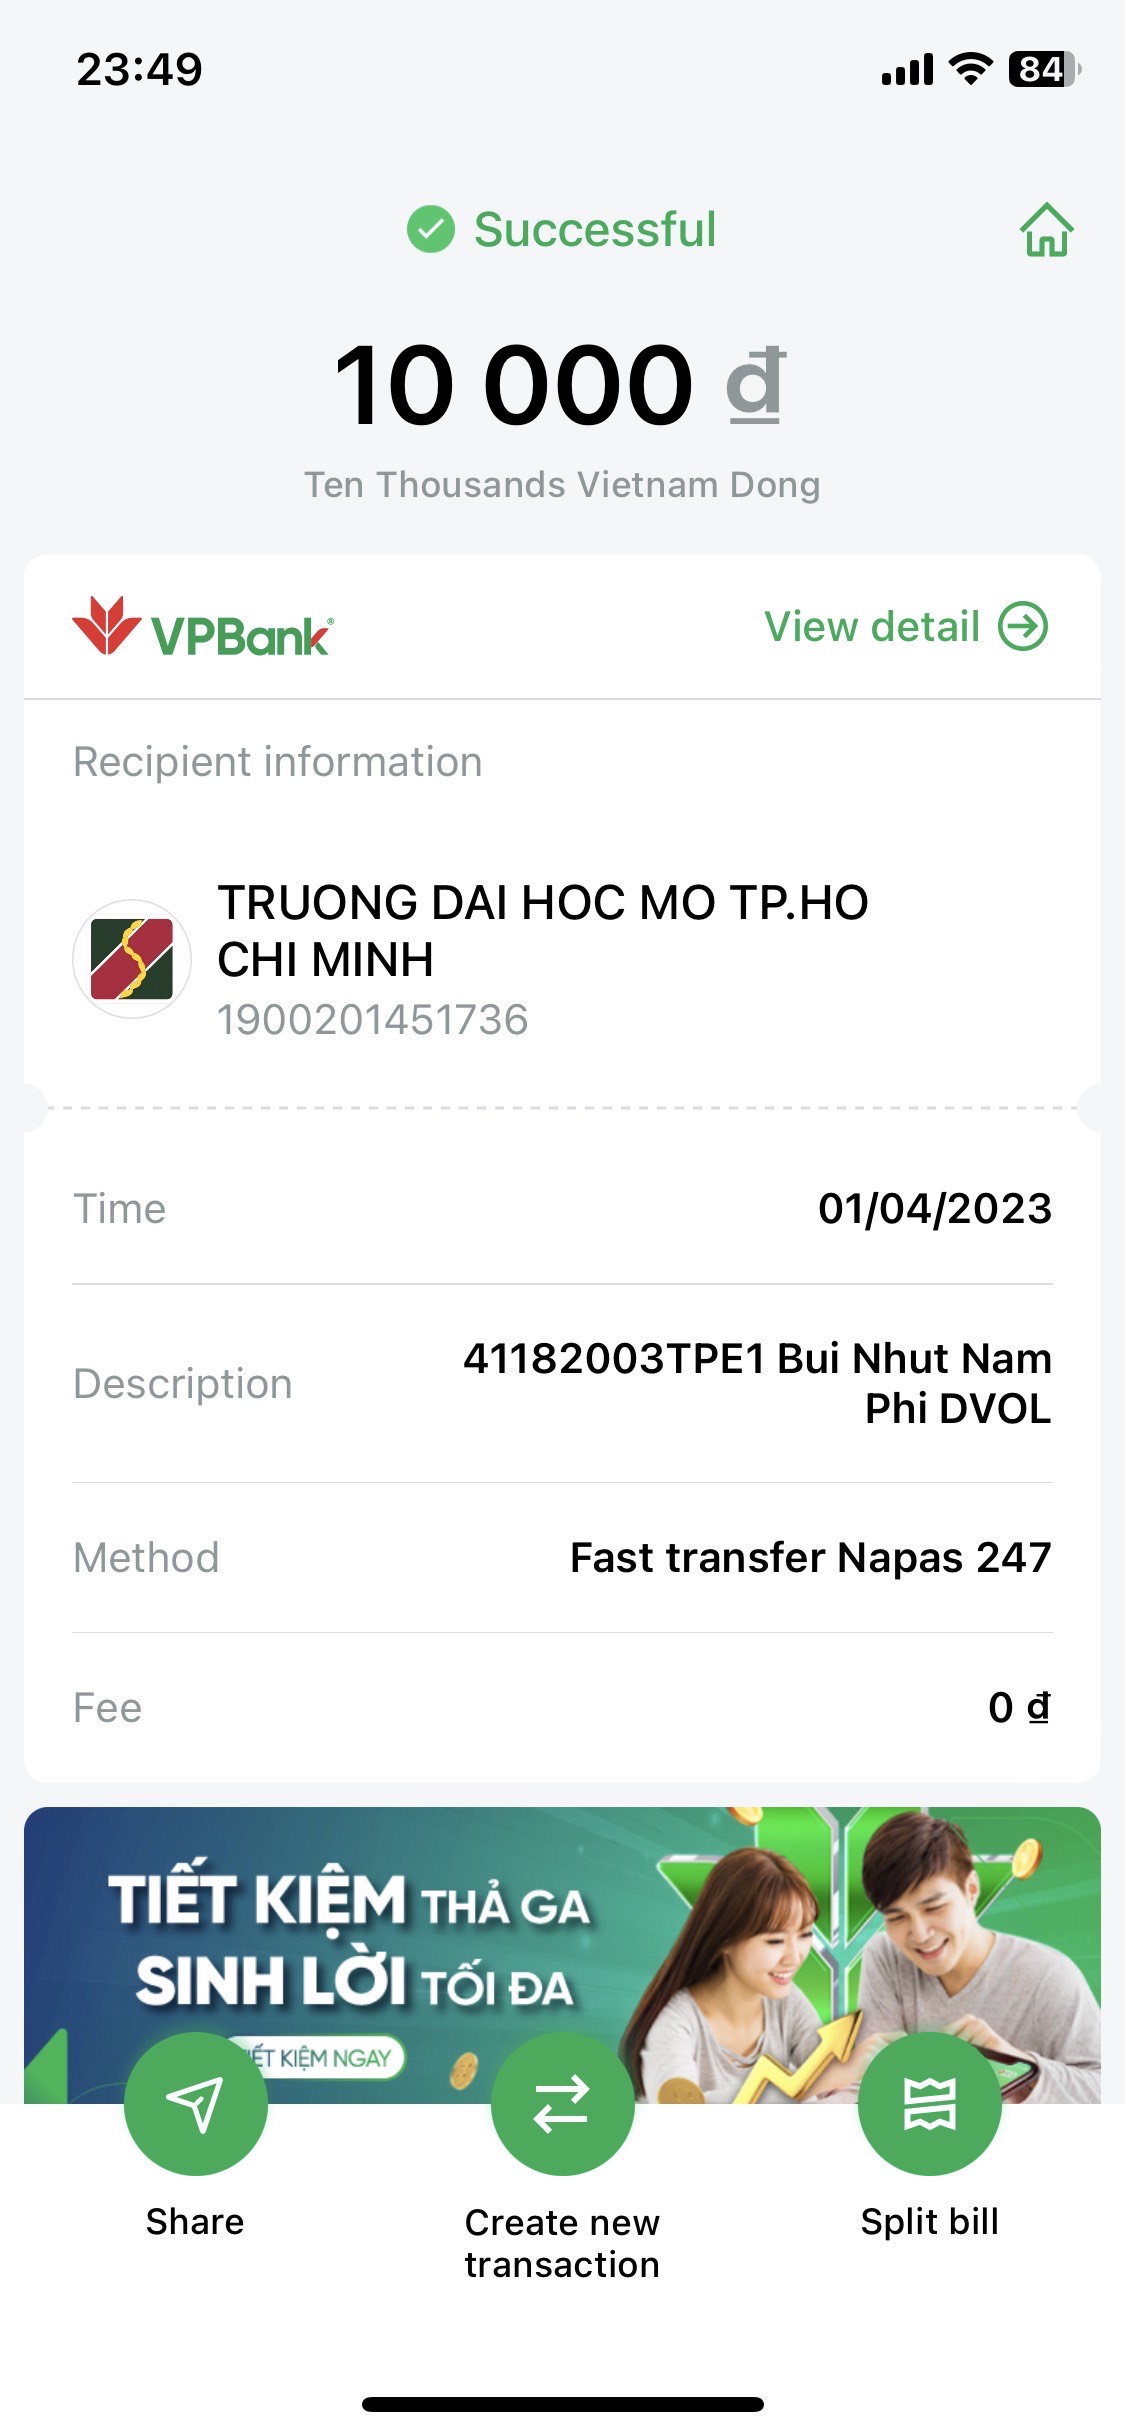 23:49
84
Successful
10 000 đ
Ten Thousands Vietnam Dong
VPBank®
View detail
Recipient information
TRUONG DAI HOC MO TP.HO
CHI MINH
1900201451736
Time
01/04/2023
Description
41182003TPE1 Bui Nhut Nam
Phi DVOL
Method
Fast transfer Napas 247
Fee
0 đ
TIẾT KIỆM THẢ GA
SINH LỜI TỐI ĐA
KIỆM NGAY
Share
Create new
transaction
Split bill